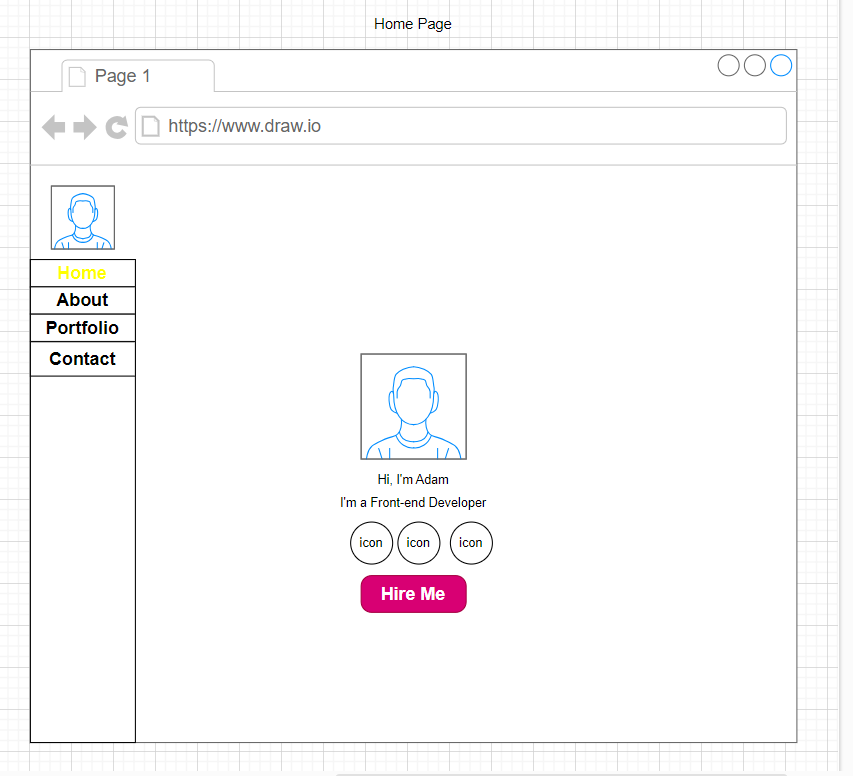 Home Page
Page 1
https://www.draw.io
Home
About
Portfolio
Contact
Hi, I'm Adam
I'm a Front-end Developer
icon icon icon
Hire Me